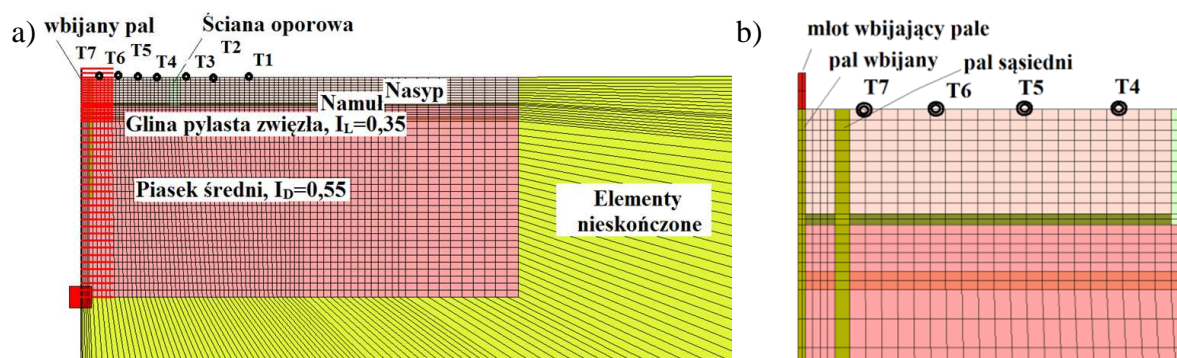 a)
wbijany pal
Ściana oporowa
T7 T6 T5 T4 T3 T2 T1
Nasyp
Namuł
Glina pylasta zwięzła, IL=0,35
Piasek średni, ID=0,55
Elementy
nieskończone
b)
młot wbijający pale
pal wbijany
pal sąsiedni
T7 T6 T5 T4